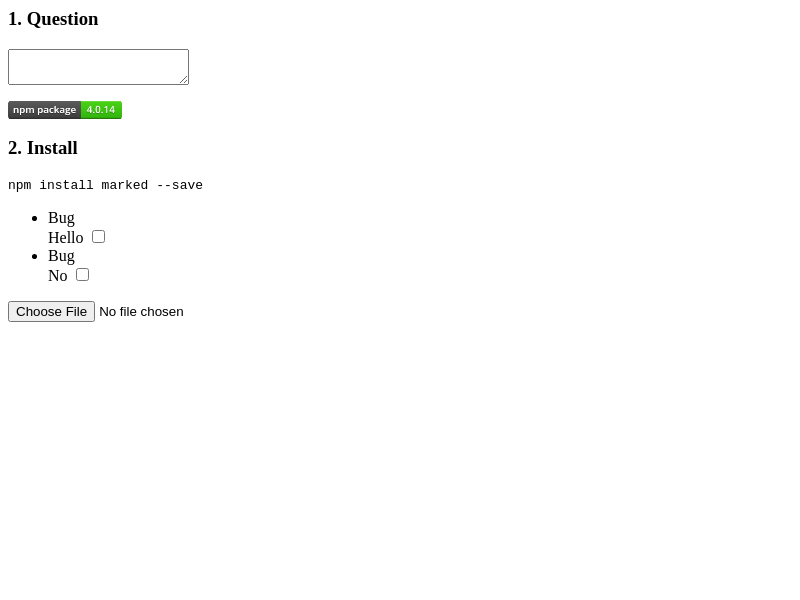 1. Question
npm package 4.0.14
2. Install
npm install marked --save
Bug
Hello
Bug
No
Choose File No file chosen